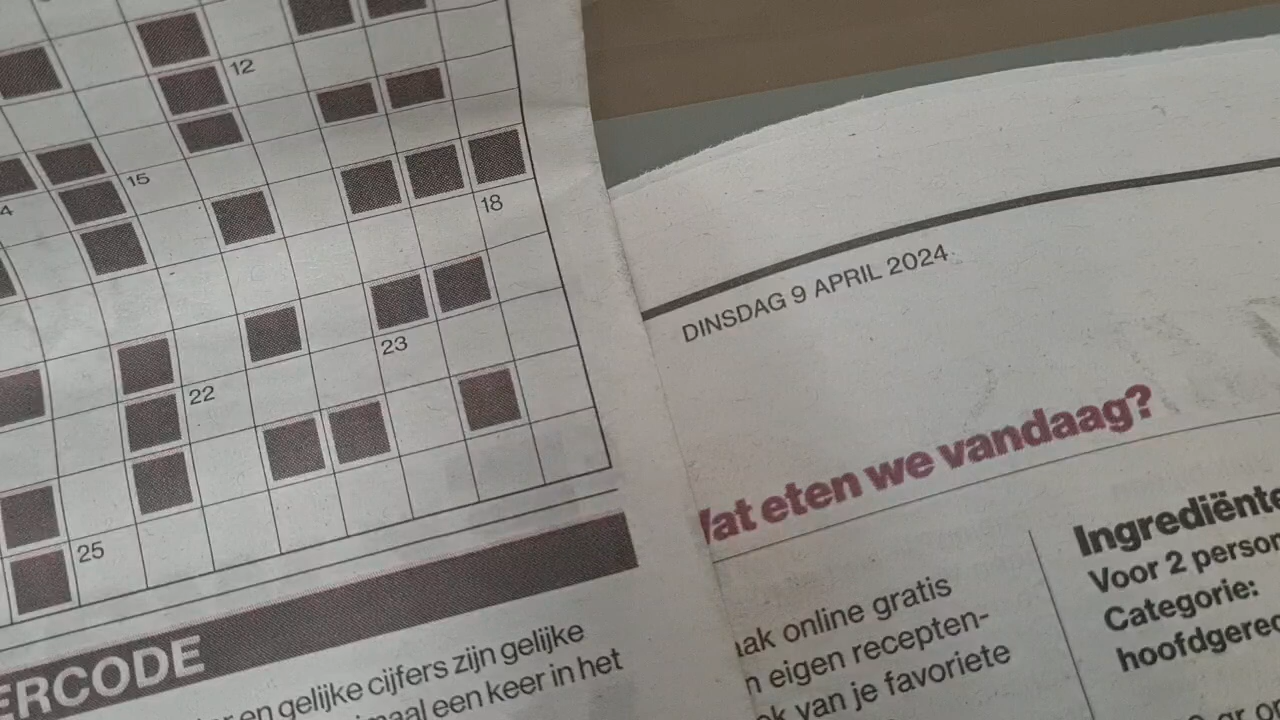 12
15
4
18
23
22
25
ERCODE
en gelijke cijfers zijn gelijke
maal een keer in het
DINSDAG 9 APRIL 2024
Wat eten we vandaag?
aak online gratis
n eigen recepten-
ok van je favoriete
Ingrediënte
Voor 2 person
Categorie:
hoofdgerec